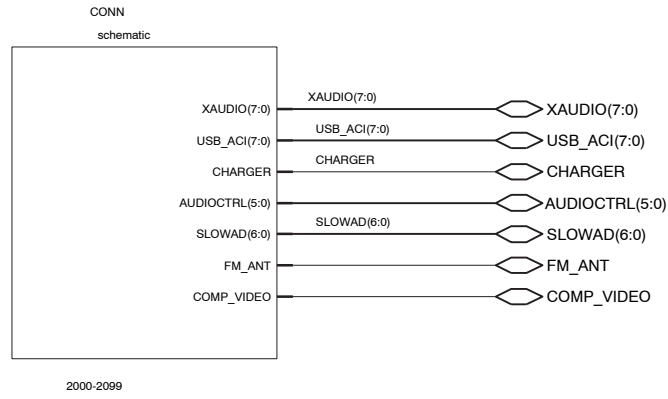 CONN
schematic
XAUDIO(7:0) XAUDIO(7:0) XAUDIO(7:0)
USB_ACI(7:0) USB_ACI(7:0) USB_ACI(7:0)
CHARGER CHARGER CHARGER
AUDIOCTRL(5:0) AUDIOCTRL(5:0)
SLOWAD(6:0) SLOWAD(6:0) SLOWAD(6:0)
FM_ANT FM_ANT
COMP_VIDEO COMP_VIDEO
2000-2099